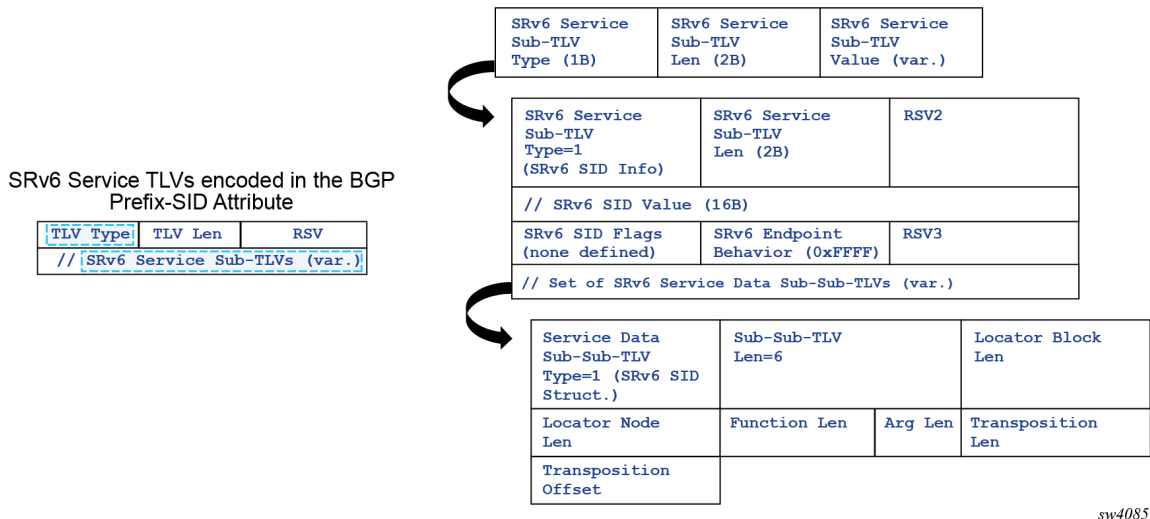 SRv6 Service TLVs encoded in the BGP
Prefix-SID Attribute
TLV Type TLV Len RSV
// SRv6 Service Sub-TLVs (var.)
SRv6 Service SRv6 Service SRv6 Service
Sub-TLV Sub-TLV Sub-TLV
Type (1B) Len (2B) Value (var.)
SRv6 Service SRv6 Service RSV2
Sub-TLV Sub-TLV
Type=1 Len (2B)
(SRv6 SID Info)
// SRv6 SID Value (16B)
SRv6 SID Flags SRv6 Endpoint RSV3
(none defined) Behavior (0xFFFF)
// Set of SRv6 Service Data Sub-Sub-TLVs (var.)
Service Data Sub-Sub-TLV Locator Block
Sub-Sub-TLV Len=6 Len
Type=1 (SRv6 SID
Struct.)
Locator Node Function Len Arg Len Transposition
Len Len
Transposition
Offset
sw4085